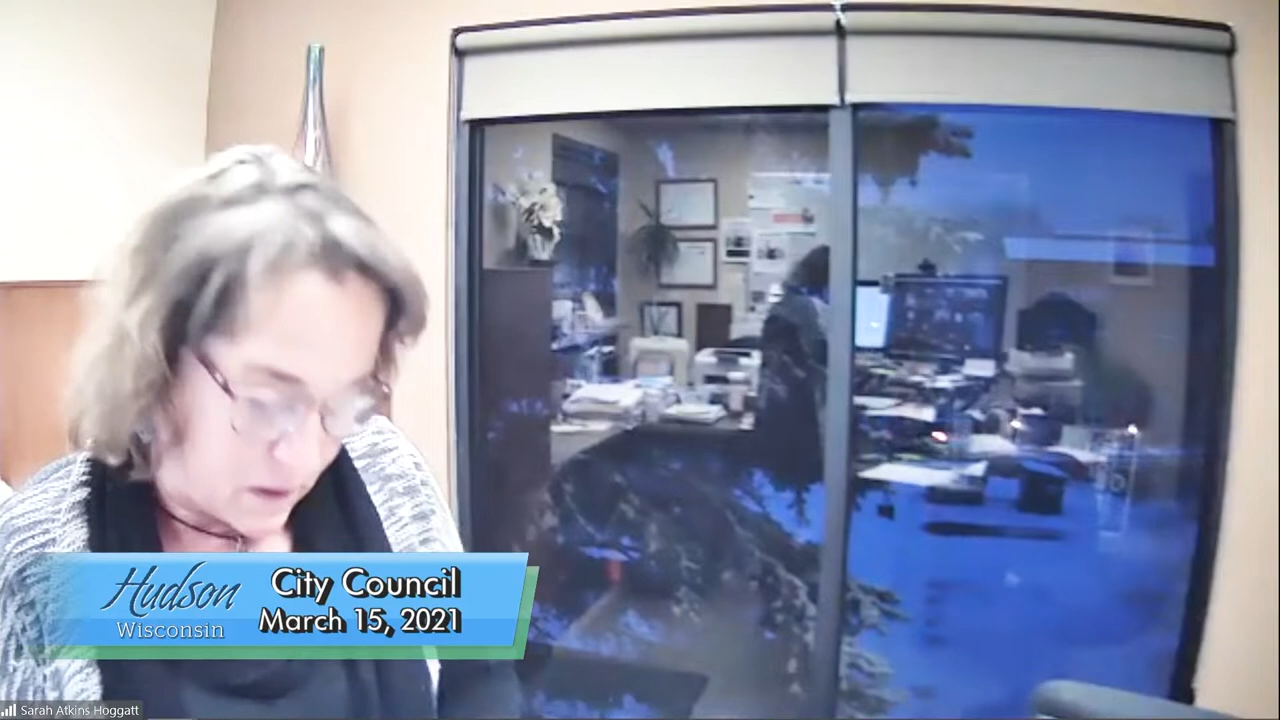 Hudson
Wisconsin
City Council
March 15, 2021
Sarah Atkins Hoggatt